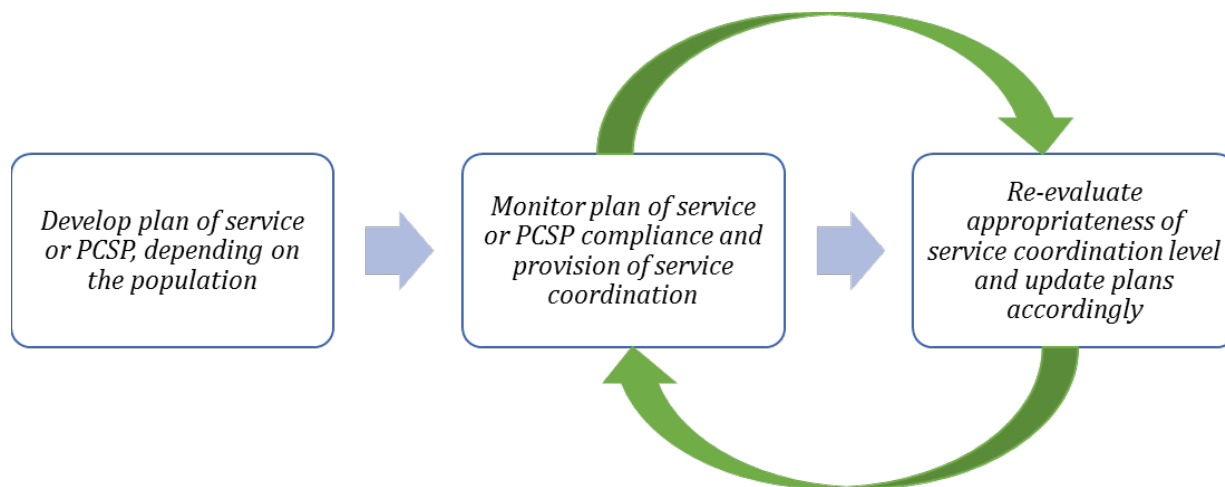 Develop plan of service
or PCSP, depending on
the population
Monitor plan of service
or PCSP compliance and
provision of service
coordination
Re-evaluate
appropriateness of
service coordination level
and update plans
accordingly